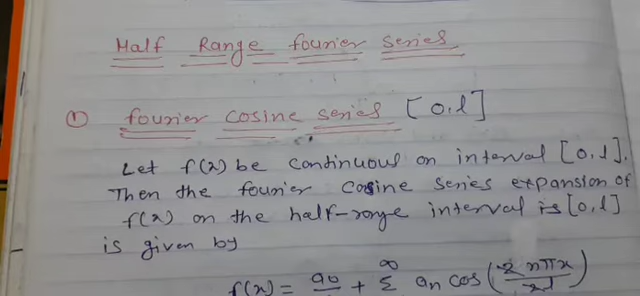 Half Range fourier series
① fourier cosine series [0,l]
Let f(x) be continuous on interval [0,l].
Then the fourier cosine series expansion of
f(x) on the half-range interval is [0,l]
is given by
f(x) = a0/ + ∞Σ an cos(2nπx/2l)